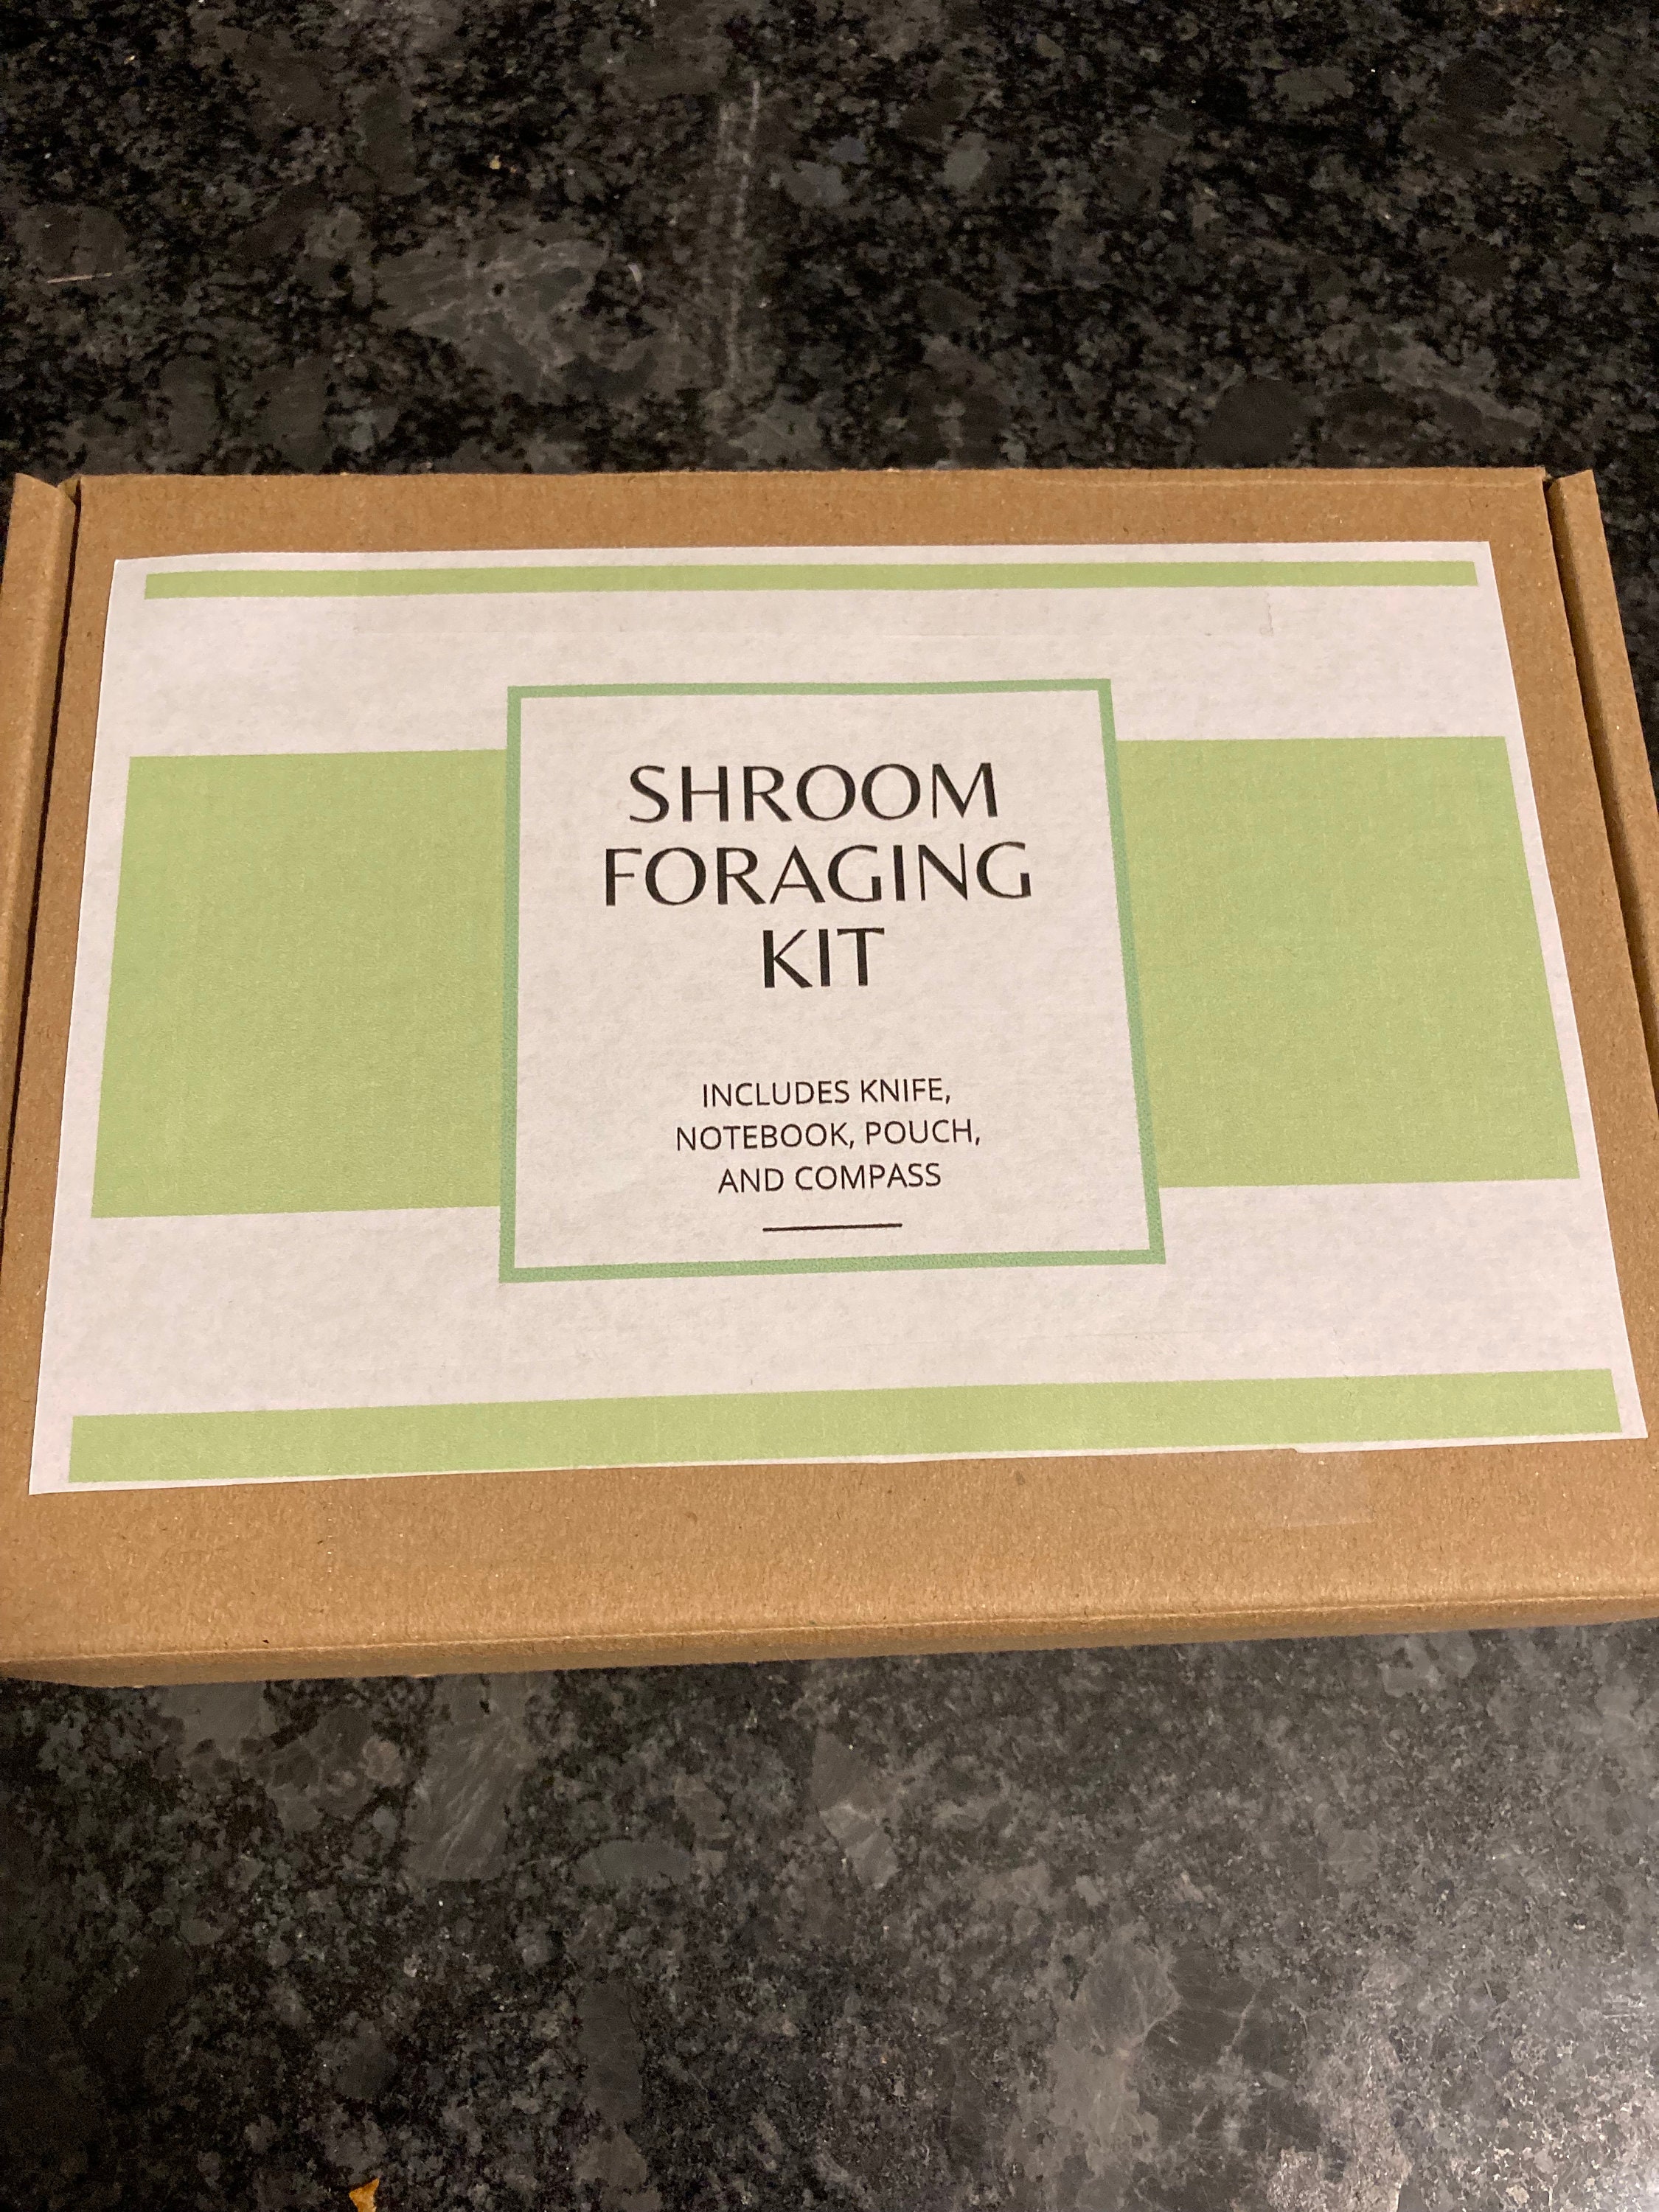 SHROOM
FORAGING
KIT
INCLUDES KNIFE,
NOTEBOOK, POUCH,
AND COMPASS